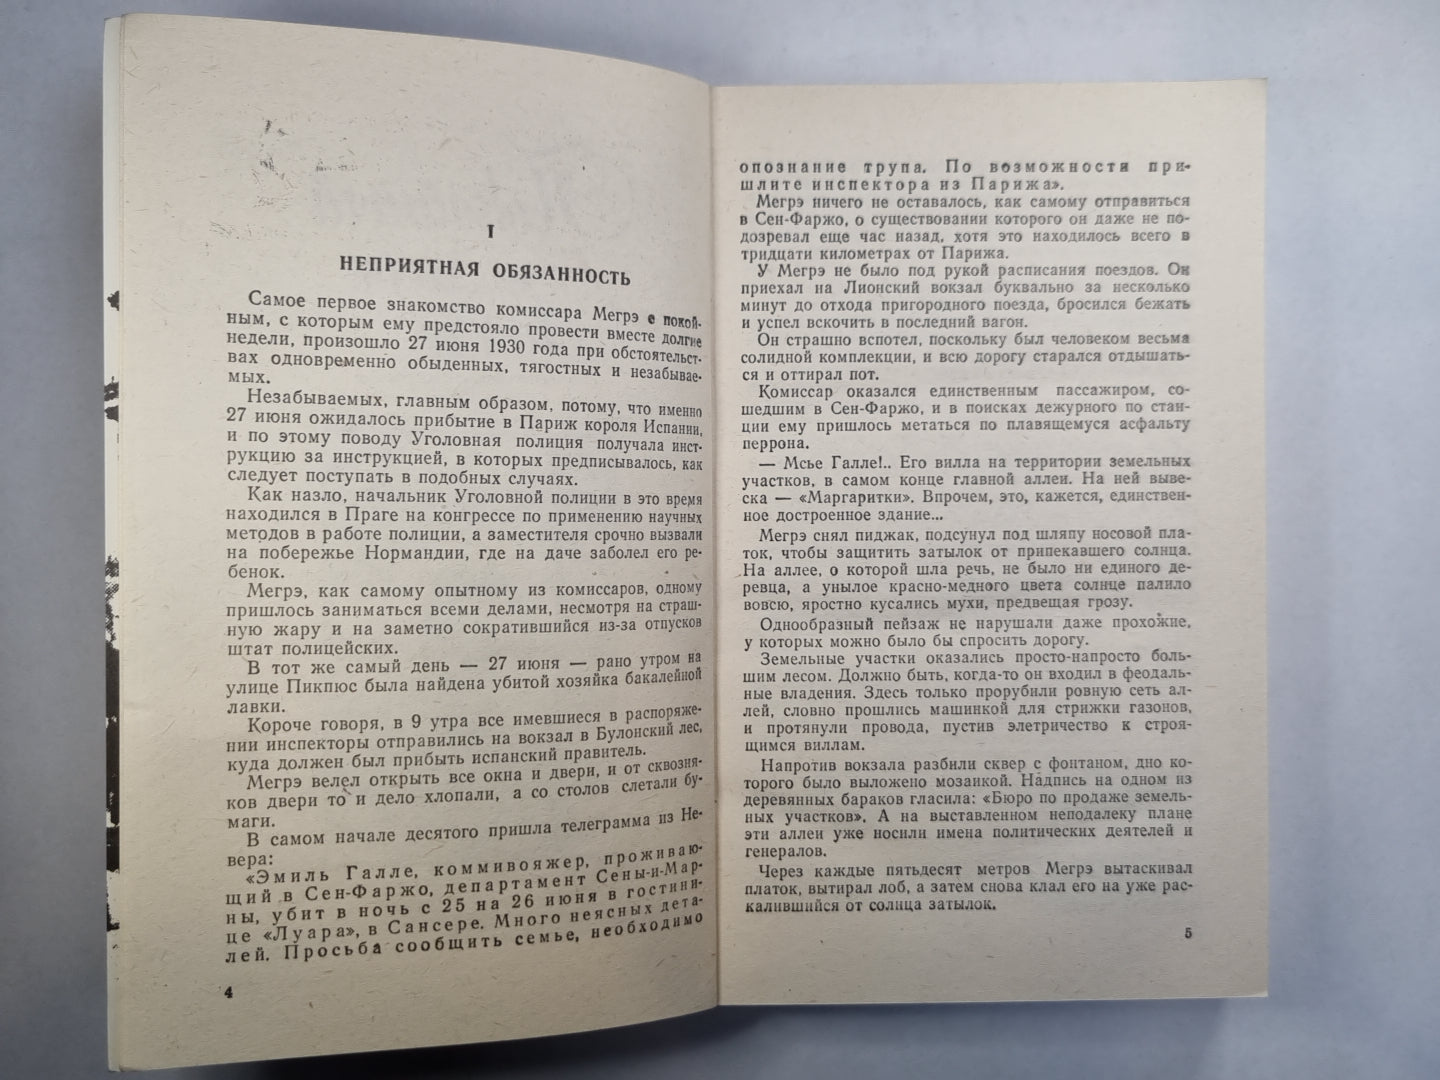 I
НЕПРИЯТНАЯ ОБЯЗАННОСТЬ
Самое первое знакомство комиссара Мегрэ с покой-
ным, с которым ему предстояло провести вместе долгие
недели, произошло 27 июня 1930 года при обстоятельст-
вах одновременно обыденных, тягостных и незабывае-
мых.
Незабываемых, главным образом, потому, что именно
27 июня ожидалось прибытие в Париж короля Испании,
и по этому поводу Уголовная полиция получала инст-
рукцию за инструкцией, в которых предписывалось, как
следует поступать в подобных случаях.
Как назло, начальник Уголовной полиции в это время
находился в Праге на конгрессе по применению научных
методов в работе полиции, а заместителя срочно вызвали
на побережье Нормандии, где на даче заболел его ре-
бенок.
Мегрэ, как самому опытному из комиссаров, одному
пришлось заниматься всеми делами, несмотря на страш-
ную жару и на заметно сократившийся из-за отпусков
штат полицейских.
В тот же самый день — 27 июня — рано утром на
улице Пикпюс была найдена убитой хозяйка бакалейной
лавки.
Короче говоря, в 9 утра все имевшиеся в распоряже-
нии инспекторы отправились на вокзал в Булонский лес,
куда должен был прибыть испанский правитель.
Мегрэ велел открыть все окна и двери, и от сквозня-
ков двери то и дело хлопали, а со столов слетали бу-
маги.
В самом начале десятого пришла телеграмма из Не-
вера:
«Эмиль Галле, коммивояжер, проживаю-
щий в Сен-Фаржо, департамент Сены-и-Мар-
ны, убит в ночь с 25 на 26 июня в гостини-
це «Луара», в Сансере. Много неясных дета-
лей. Просьба сообщить семье, необходимо
4
опознание трупа. По возможности при-
шлите инспектора из Парижа».
Мегрэ ничего не оставалось, как самому отправиться
в Сен-Фаржо, о существовании которого он даже не по-
дозревал еще час назад, хотя это находилось всего в
тридцати километрах от Парижа.
У Мегрэ не было под рукой расписания поездов. Он
приехал на Лионский вокзал буквально за несколько
минут до отхода пригородного поезда, бросился бежать
и успел вскочить в последний вагон.
Он страшно вспотел, поскольку был человеком весьма
солидной комплекции, и всю дорогу старался отдышать-
ся и оттирал пот.
Комиссар оказался единственным пассажиром, со-
шедшим в Сен-Фаржо, и в поисках дежурного по стан-
ции ему пришлось метаться по плавящемуся асфальту
перрона.
— Мсье Галле!.. Его вилла на территории земельных
участков, в самом конце главной аллеи. На ней выве-
ска — «Маргаритки». Впрочем, это, кажется, единствен-
ное достроенное здание...
Мегрэ снял пиджак, подсунул под шляпу носовой пла-
ток, чтобы защитить затылок от припекавшего солнца.
На аллее, о которой шла речь, не было ни единого де-
ревца, а унылое красно-медного цвета солнце палило
вовсю, яростно кусались мухи, предвещая грозу.
Однообразный пейзаж не нарушали даже прохожие,
у которых можно было бы спросить дорогу.
Земельные участки оказались просто-напросто боль-
шим лесом. Должно быть, когда-то он входил в феодаль-
ные владения. Здесь только прорубили ровную сеть ал-
лей, словно прошлись машинкой для стрижки газонов,
и протянули провода, пустив элетричество к строя-
щимся виллам.
Напротив вокзала разбили сквер с фонтаном, дно ко-
торого было выложено мозаикой. Надпись на одном из
деревянных бараков гласила: «Бюро по продаже земель-
ных участков». А на выставленном неподалеку плане
эти аллеи уже носили имена политических деятелей и
генералов.
Через каждые пятьдесят метров Мегрэ вытаскивал
платок, вытирал лоб, а затем снова клал его на уже рас-
калившийся от солнца затылок.
5